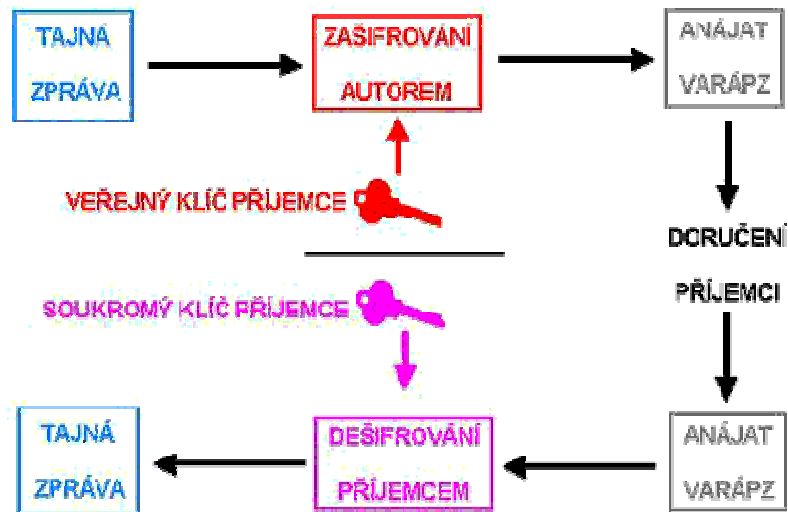 TAJNÁ
ZPRÁVA
ZAŠIFROVÁNÍ
AUTOREM
ANÁJAT
VARÁPZ
VEŘEJNÝ KLÍČ PŘÍJEMCE
DORUČENÍ
PŘÍJEMCI
SOUKROMÝ KLÍČ PŘÍJEMCE
TAJNÁ
ZPRÁVA
DEŠIFROVÁNÍ
PŘÍJEMCEM
ANÁJAT
VARÁPZ